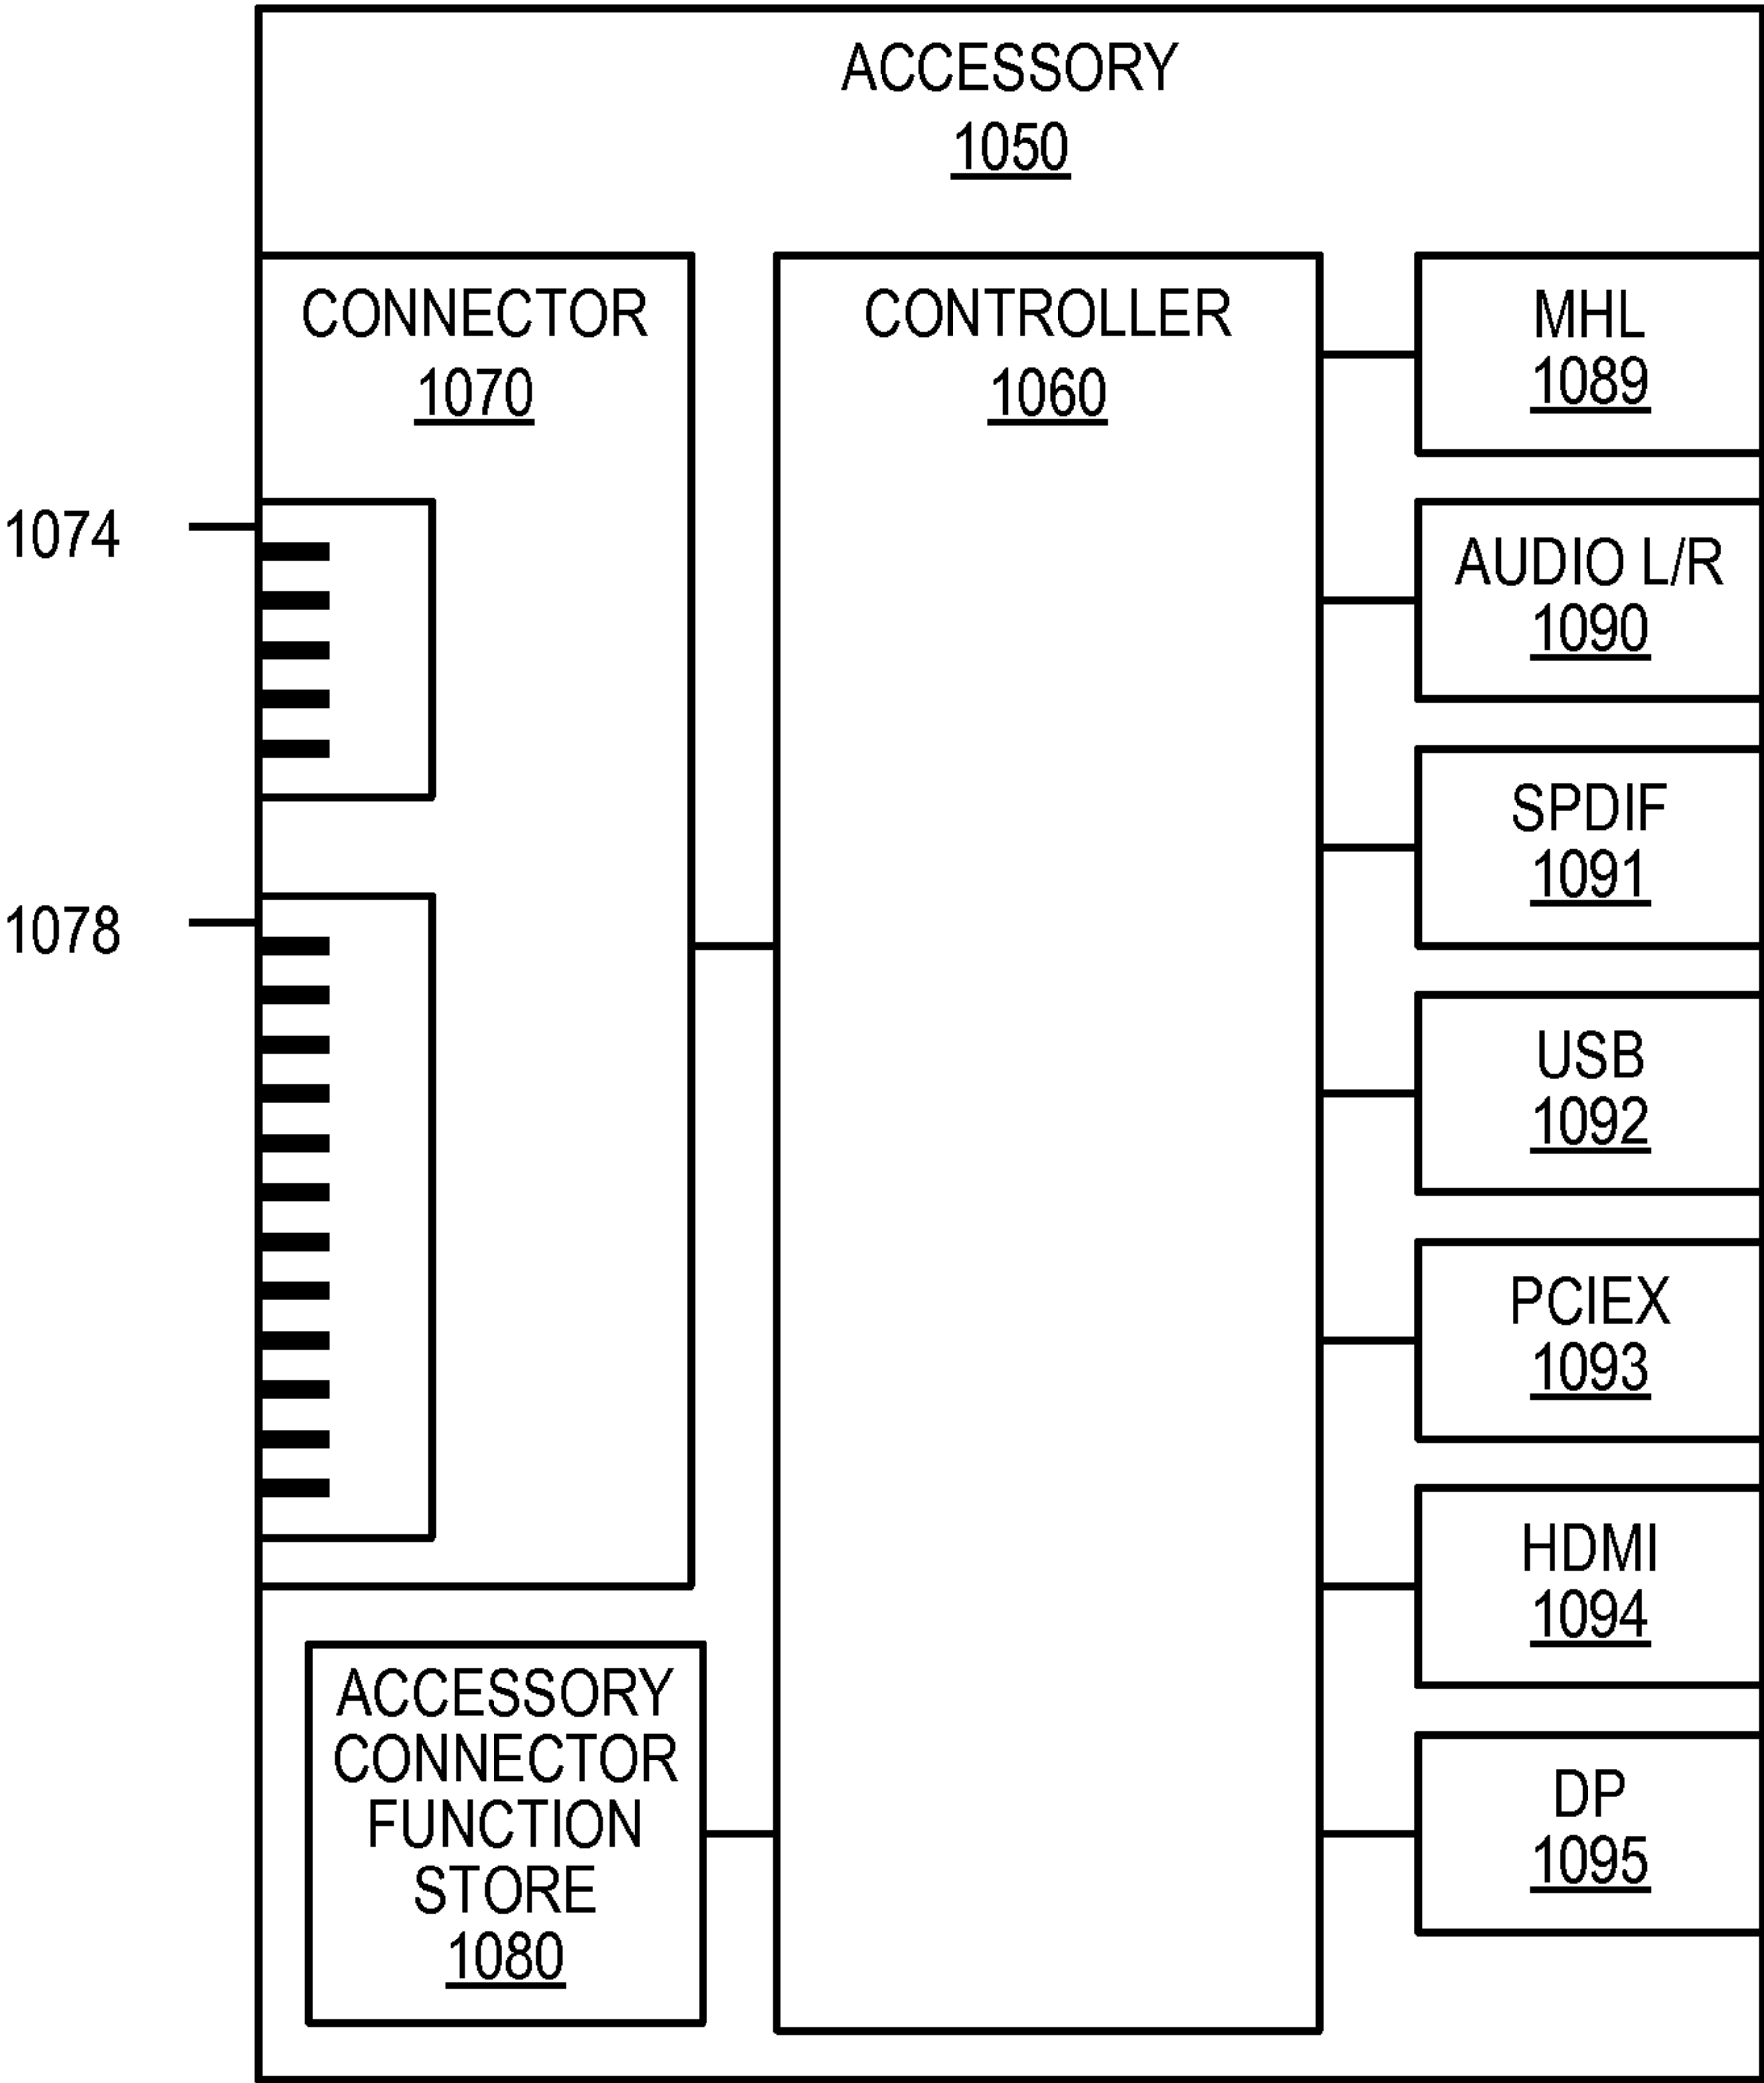 ACCESSORY
1050
CONNECTOR
1070
1074
1078
ACCESSORY
CONNECTOR
FUNCTION
STORE
1080
CONTROLLER
1060
MHL
1089
AUDIO L/R
1090
SPDIF
1091
USB
1092
PCIEX
1093
HDMI
1094
DP
1095